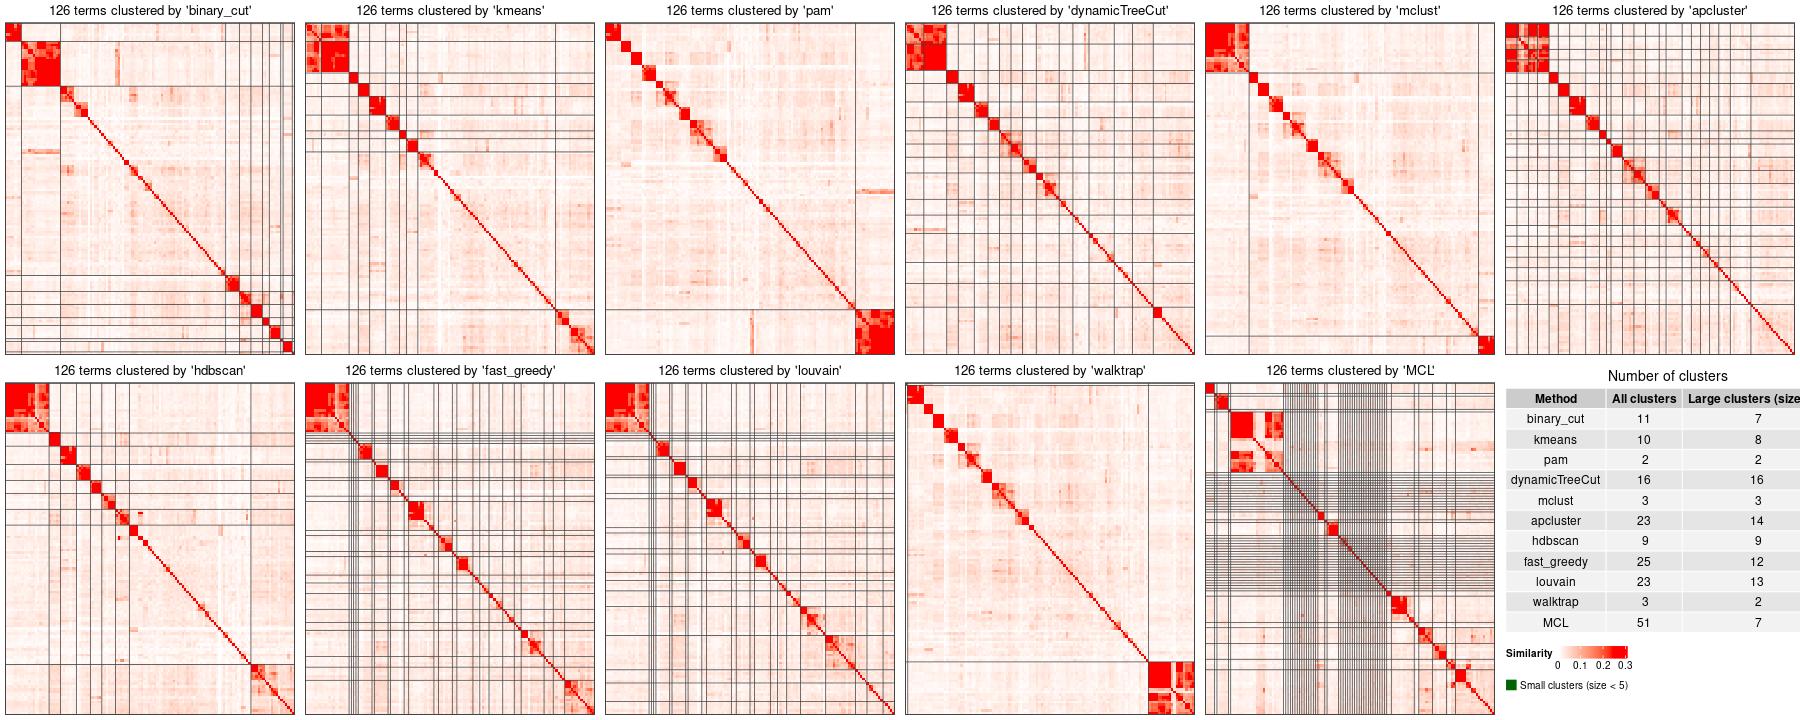 126 terms clustered by 'binary_cut'
126 terms clustered by 'kmeans'
126 terms clustered by 'pam'
126 terms clustered by 'dynamicTreeCut'
126 terms clustered by 'mclust'
126 terms clustered by 'apcluster'
126 terms clustered by 'hdbscan'
126 terms clustered by 'fast_greedy'
126 terms clustered by 'louvain'
126 terms clustered by 'walktrap'
126 terms clustered by 'MCL'
Number of clusters
Method All clusters Large clusters (size
binary_cut 11 7
kmeans 10 8
pam 2 2
dynamicTreeCut 16 16
mclust 3 3
apcluster 23 14
hdbscan 9 9
fast_greedy 25 12
louvain 23 13
walktrap 3 2
MCL 51 7
Similarity
0 0.1 0.2 0.3
Small clusters (size < 5)